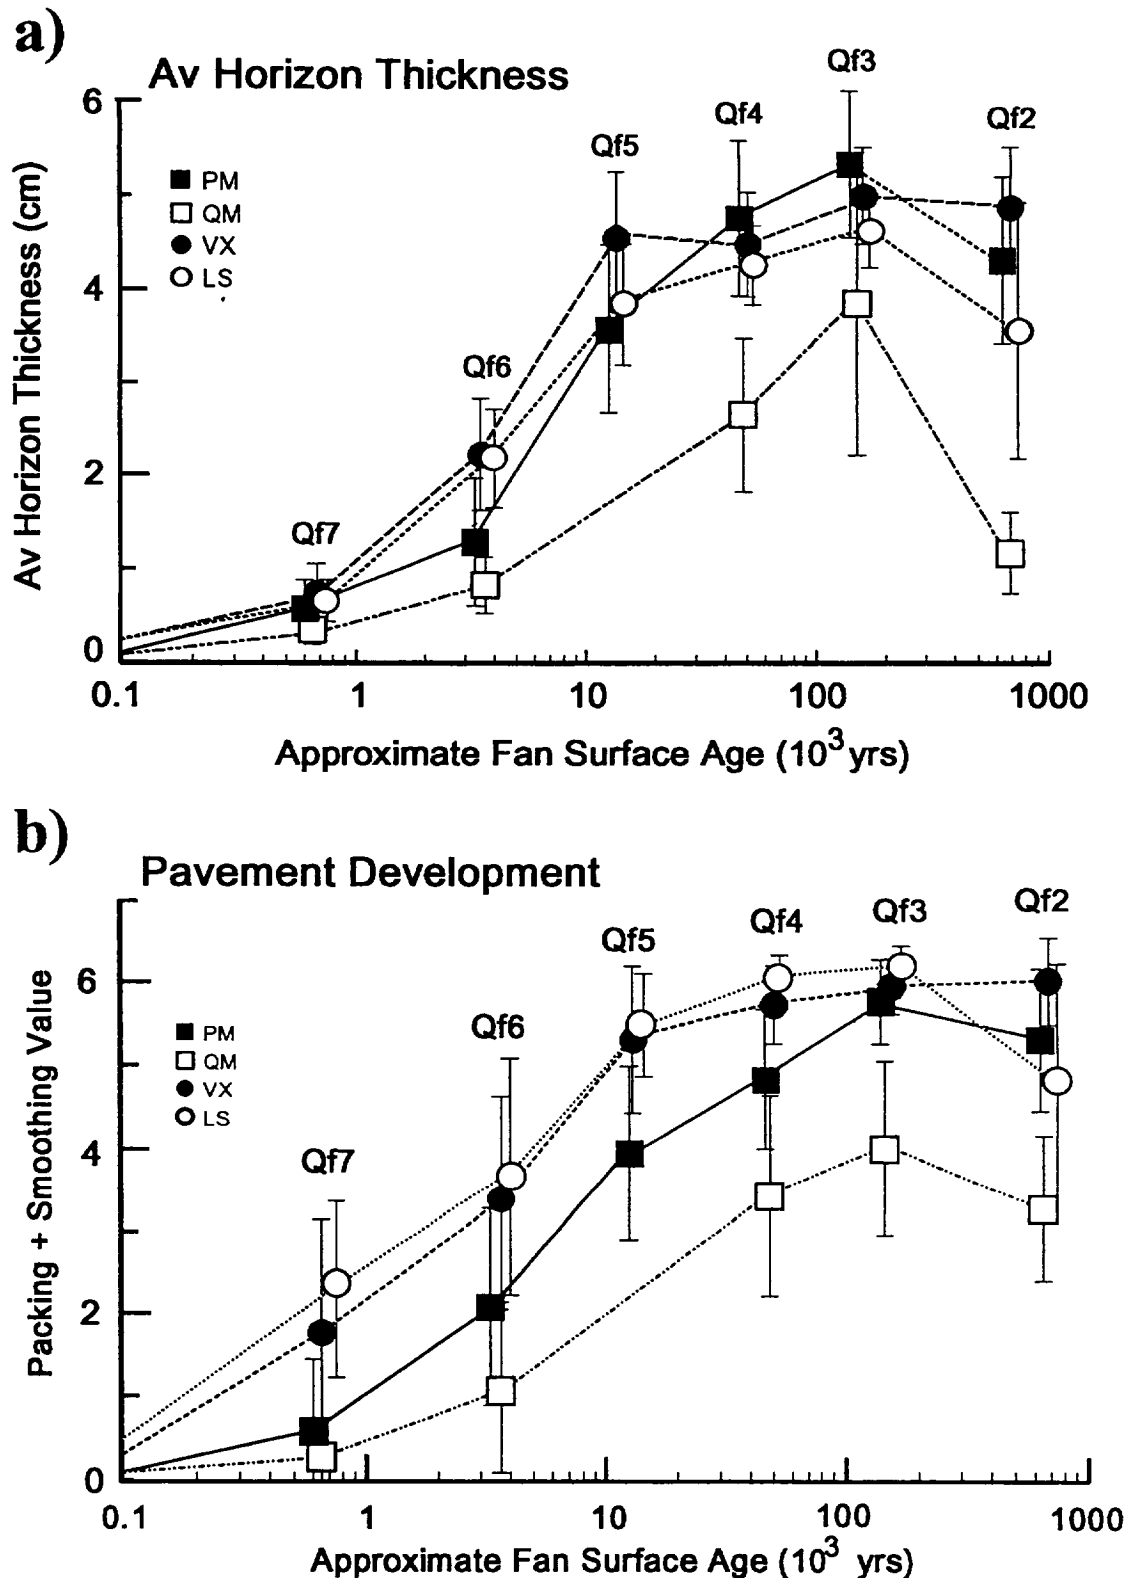 a)
Av Horizon Thickness
Qf3
Qf4
Qf2
Qf5
6
PM
QM
VX
LS
4
Qf6
2
Qf7
0
Av Horizon Thickness (cm)
0.1 1 10 100 1000
Approximate Fan Surface Age (10³ yrs)
b)
Pavement Development
Qf2
Qf3
Qf4
Qf5
6
PM
QM
VX
LS
Qf6
4
Qf7
2
0
Packing + Smoothing Value
0.1 1 10 100 1000
Approximate Fan Surface Age (10³ yrs)